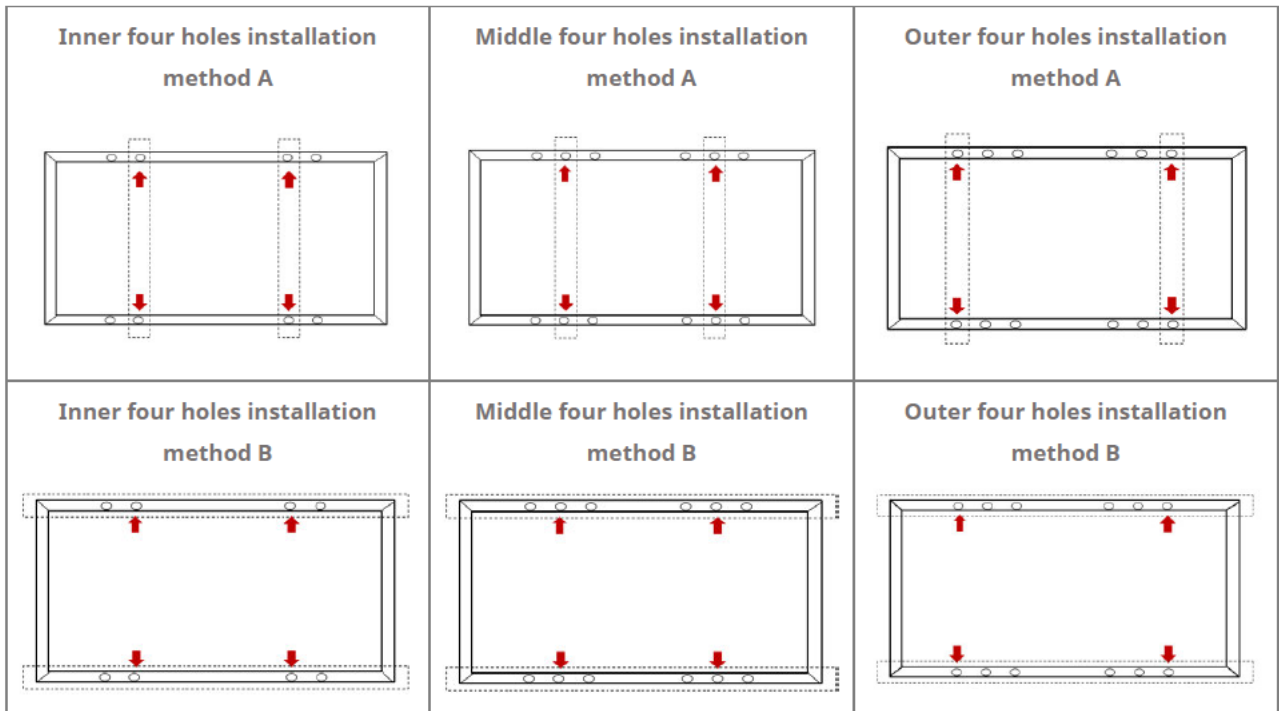 Inner four holes installation
method A
Middle four holes installation
method A
Outer four holes installation
method A
Inner four holes installation
method B
Middle four holes installation
method B
Outer four holes installation
method B